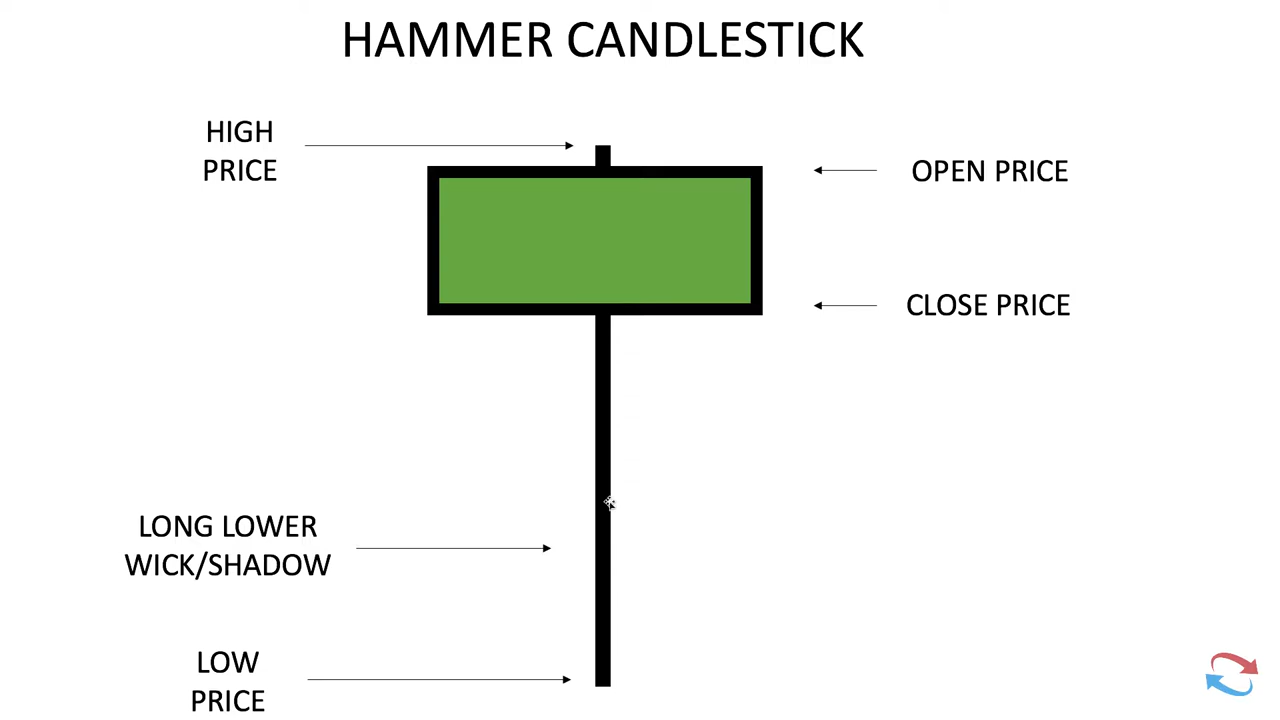 HAMMER CANDLESTICK
HIGH
PRICE
OPEN PRICE
CLOSE PRICE
LONG LOWER
WICK/SHADOW
LOW
PRICE